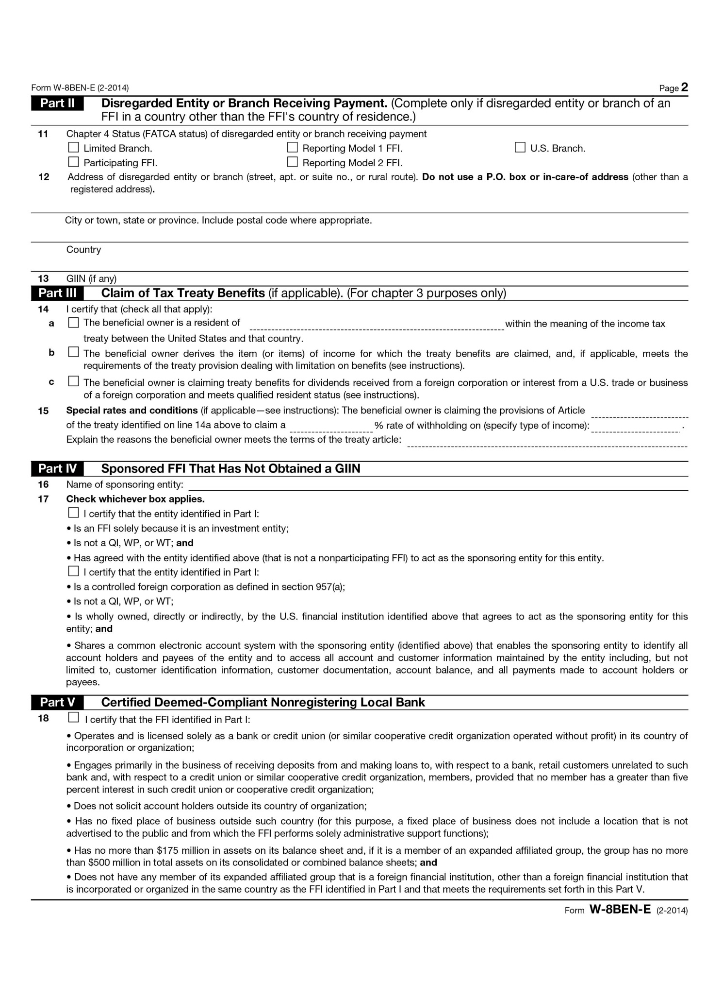 Form W-8BEN-E (2-2014) Page 2
Part II Disregarded Entity or Branch Receiving Payment. (Complete only if disregarded entity or branch of an
FFI in a country other than the FFI's country of residence.)
11 Chapter 4 Status (FATCA status) of disregarded entity or branch receiving payment
Limited Branch. Reporting Model 1 FFI. U.S. Branch.
Participating FFI. Reporting Model 2 FFI.
12 Address of disregarded entity or branch (street, apt. or suite no., or rural route). Do not use a P.O. box or in-care-of address (other than a
registered address).
City or town, state or province. Include postal code where appropriate.
Country
13 GIIN (if any)
Part III Claim of Tax Treaty Benefits (if applicable). (For chapter 3 purposes only)
14 I certify that (check all that apply):
a The beneficial owner is a resident of within the meaning of the income tax
treaty between the United States and that country.
b The beneficial owner derives the item (or items) of income for which the treaty benefits are claimed, and, if applicable, meets the
requirements of the treaty provision dealing with limitation on benefits (see instructions).
c The beneficial owner is claiming treaty benefits for dividends received from a foreign corporation or interest from a U.S. trade or business
of a foreign corporation and meets qualified resident status (see instructions).
15 Special rates and conditions (if applicable—see instructions): The beneficial owner is claiming the provisions of Article
of the treaty identified on line 14a above to claim a % rate of withholding on (specify type of income): .
Explain the reasons the beneficial owner meets the terms of the treaty article:
Part IV Sponsored FFI That Has Not Obtained a GIIN
16 Name of sponsoring entity:
17 Check whichever box applies.
I certify that the entity identified in Part I:
• Is an FFI solely because it is an investment entity;
• Is not a QI, WP, or WT; and
• Has agreed with the entity identified above (that is not a nonparticipating FFI) to act as the sponsoring entity for this entity.
I certify that the entity identified in Part I:
• Is a controlled foreign corporation as defined in section 957(a);
• Is not a QI, WP, or WT;
• Is wholly owned, directly or indirectly, by the U.S. financial institution identified above that agrees to act as the sponsoring entity for this
entity; and
• Shares a common electronic account system with the sponsoring entity (identified above) that enables the sponsoring entity to identify all
account holders and payees of the entity and to access all account and customer information maintained by the entity including, but not
limited to, customer identification information, customer documentation, account balance, and all payments made to account holders or
payees.
Part V Certified Deemed-Compliant Nonregistering Local Bank
18 I certify that the FFI identified in Part I:
• Operates and is licensed solely as a bank or credit union (or similar cooperative credit organization operated without profit) in its country of
incorporation or organization;
• Engages primarily in the business of receiving deposits from and making loans to, with respect to a bank, retail customers unrelated to such
bank and, with respect to a credit union or similar cooperative credit organization, members, provided that no member has a greater than five
percent interest in such credit union or cooperative credit organization;
• Does not solicit account holders outside its country of organization;
• Has no fixed place of business outside such country (for this purpose, a fixed place of business does not include a location that is not
advertised to the public and from which the FFI performs solely administrative support functions);
• Has no more than $175 million in assets on its balance sheet and, if it is a member of an expanded affiliated group, the group has no more
than $500 million in total assets on its consolidated or combined balance sheets; and
• Does not have any member of its expanded affiliated group that is a foreign financial institution, other than a foreign financial institution that
is incorporated or organized in the same country as the FFI identified in Part I and that meets the requirements set forth in this Part V.
Form W-8BEN-E (2-2014)